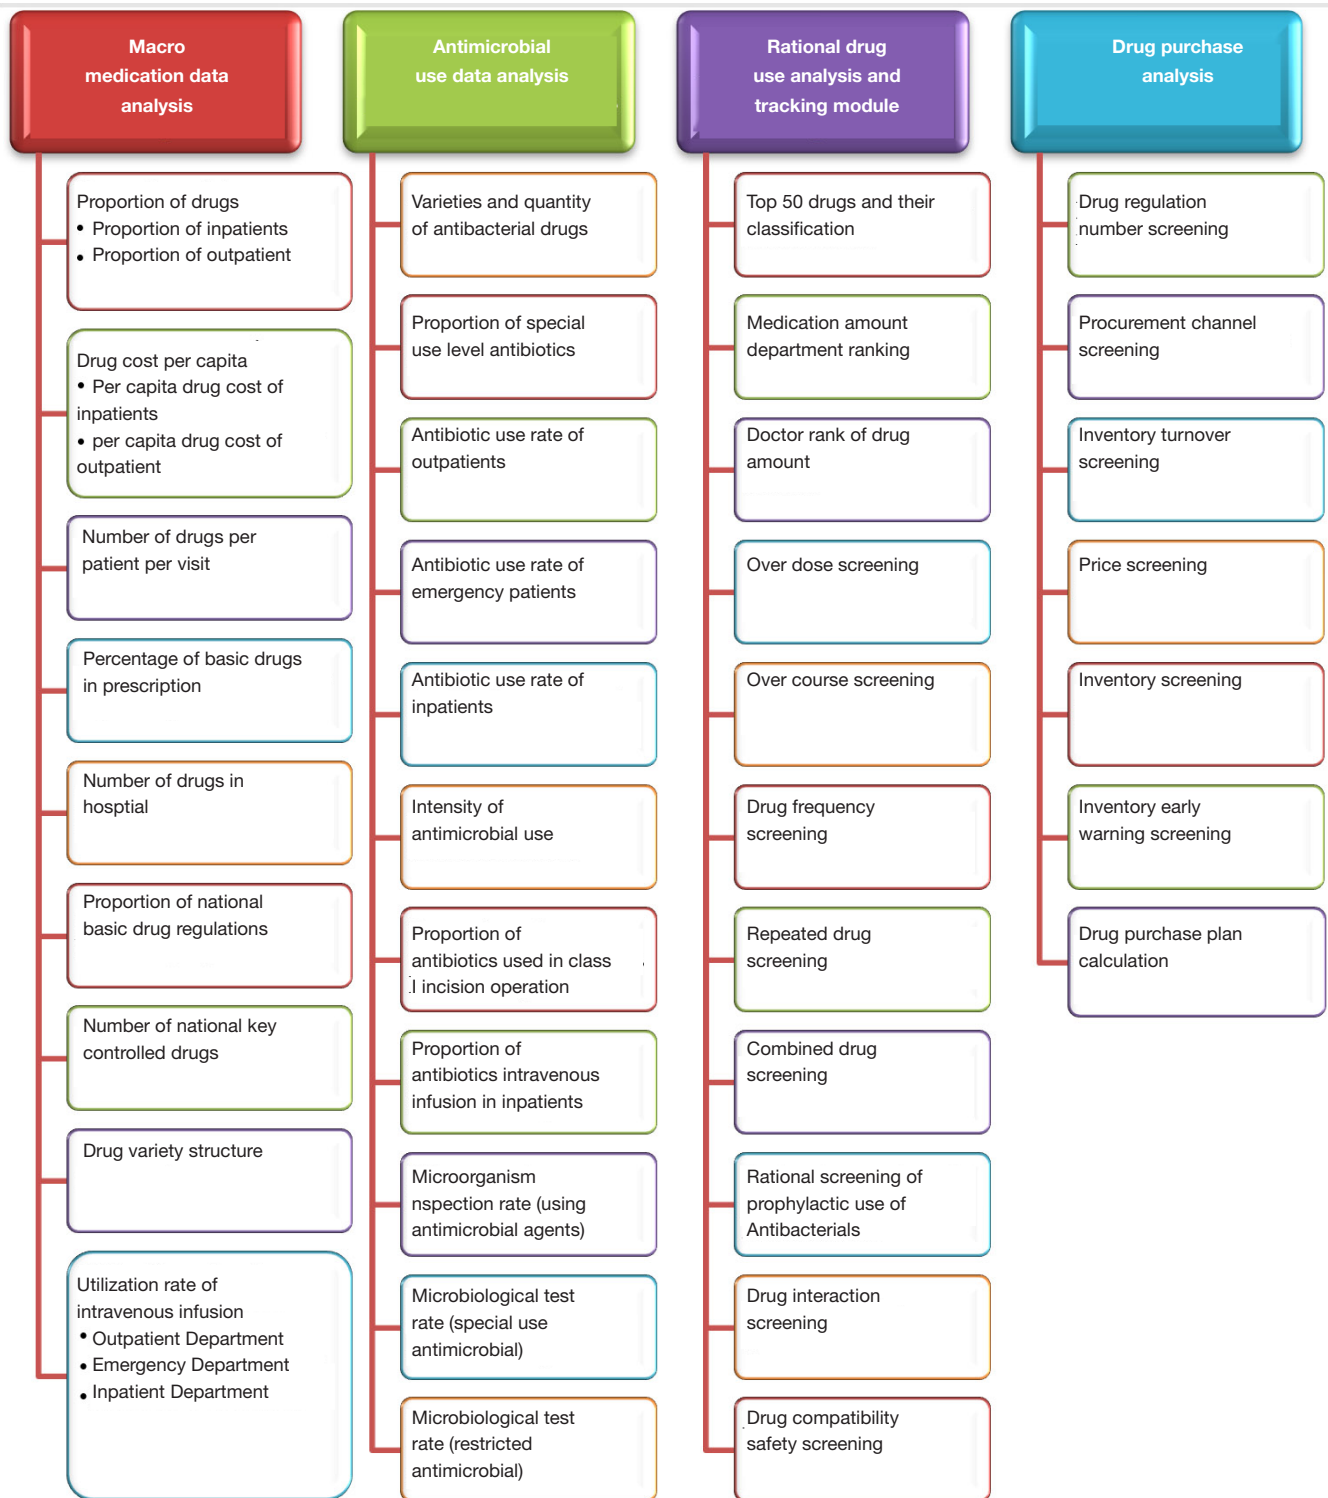 Macro
medication data
analysis
Proportion of drugs
• Proportion of inpatients
• Proportion of outpatient
Drug cost per capita
• Per capita drug cost of
inpatients
• per capita drug cost of
outpatient
Number of drugs per
patient per visit
Percentage of basic drugs
in prescription
Number of drugs in
hosptial
Proportion of national
basic drug regulations
Number of national key
controlled drugs
Drug variety structure
Utilization rate of
intravenous infusion
• Outpatient Department
• Emergency Department
• Inpatient Department
Antimicrobial
use data analysis
Varieties and quantity
of antibacterial drugs
Proportion of special
use level antibiotics
Antibiotic use rate of
outpatients
Antibiotic use rate of
emergency patients
Antibiotic use rate of
inpatients
Intensity of
antimicrobial use
Proportion of
antibiotics used in class
I incision operation
Proportion of
antibiotics intravenous
infusion in inpatients
Microorganism
nspection rate (using
antimicrobial agents)
Microbiological test
rate (special use
antimicrobial)
Microbiological test
rate (restricted
antimicrobial)
Rational drug
use analysis and
tracking module
Top 50 drugs and their
classification
Medication amount
department ranking
Doctor rank of drug
amount
Over dose screening
Over course screening
Drug frequency
screening
Repeated drug
screening
Combined drug
screening
Rational screening of
prophylactic use of
Antibacterials
Drug interaction
screening
Drug compatibility
safety screening
Drug purchase
analysis
Drug regulation
number screening
Procurement channel
screening
Inventory turnover
screening
Price screening
Inventory screening
Inventory early
warning screening
Drug purchase plan
calculation